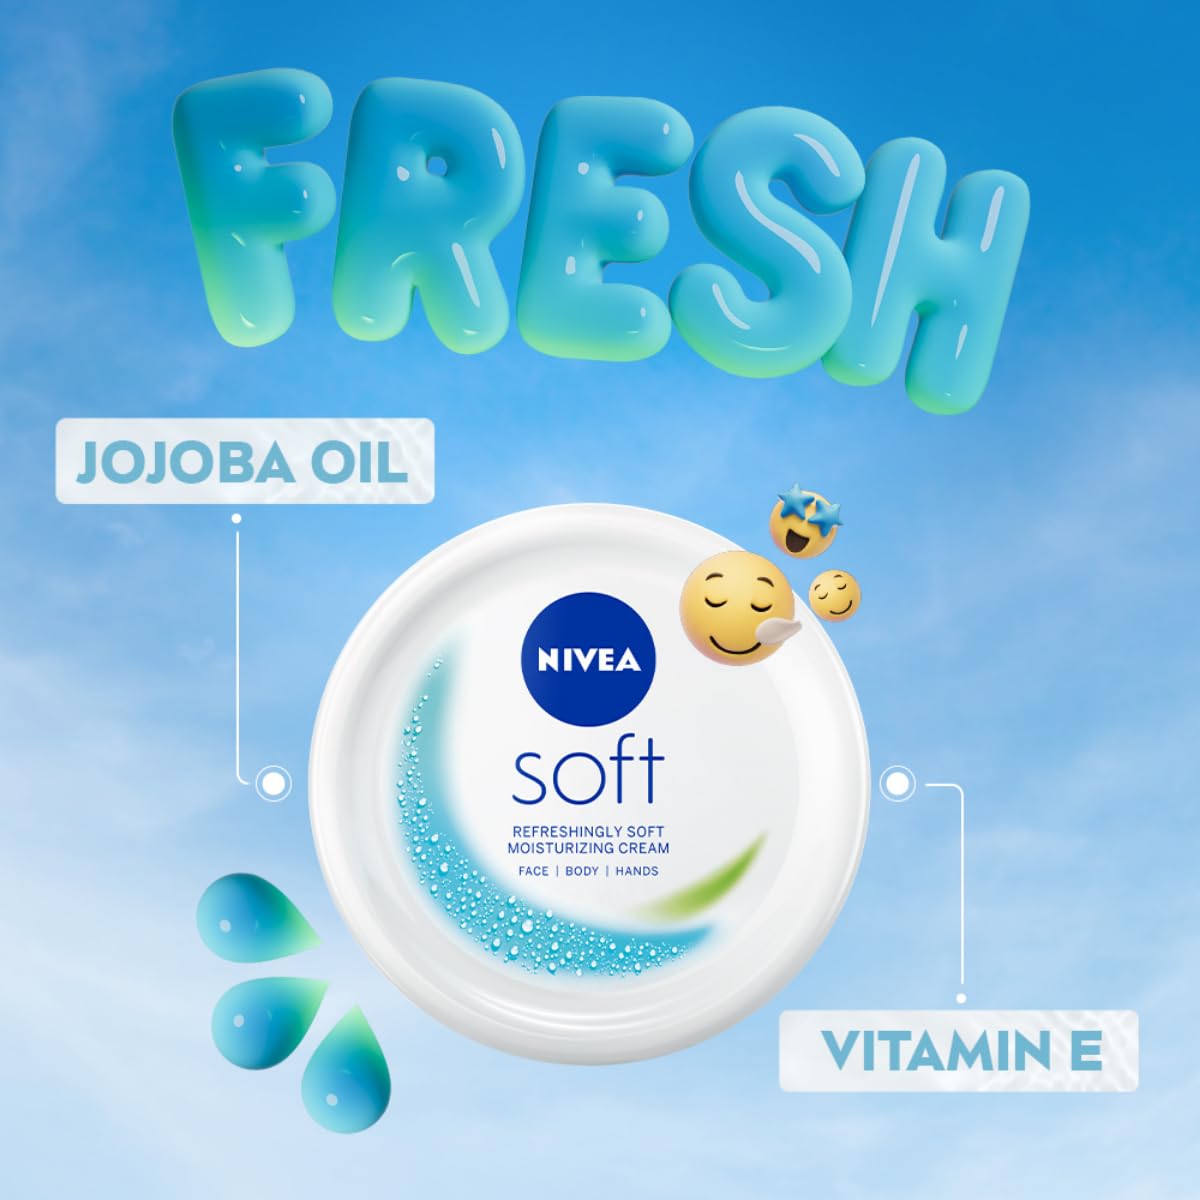 FRESH
JOJOBA OIL
NIVEA
soft
REFRESHINGLY SOFT
MOISTURIZING CREAM
FACE | BODY | HANDS
VITAMIN E